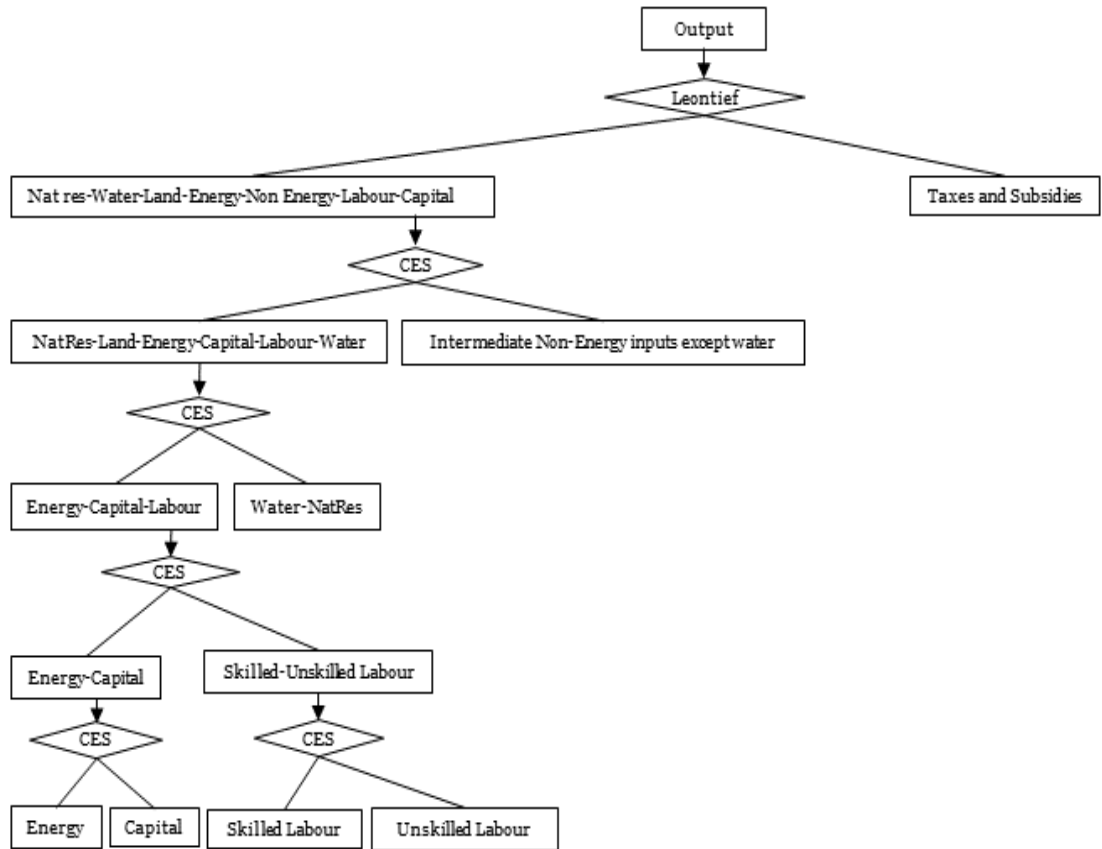 Output
Leontief
Nat res-Water-Land-Energy-Non Energy-Labour-Capital
Taxes and Subsidies
CES
NatRes-Land-Energy-Capital-Labour-Water
Intermediate Non-Energy inputs except water
CES
Energy-Capital-Labour
Water-NatRes
CES
Energy-Capital
Skilled-Unskilled Labour
CES
CES
Energy
Capital
Skilled Labour
Unskilled Labour